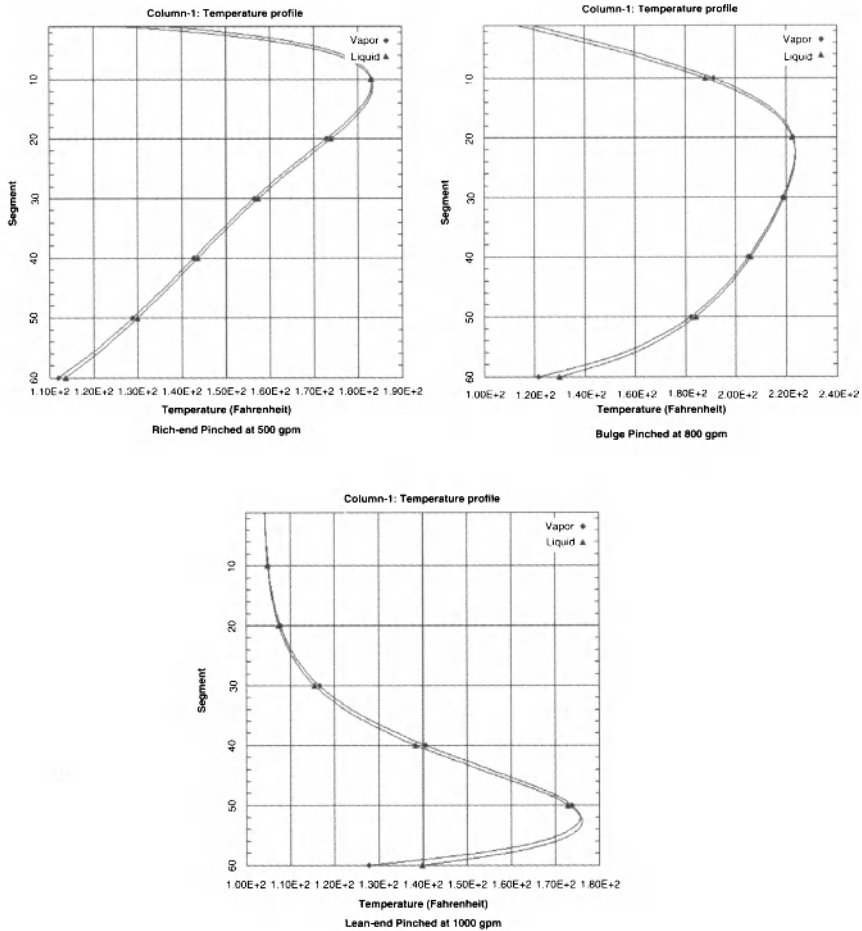 Column-1: Temperature profile
Vapor
Liquid
10
20
30
40
50
60
Segment
1.10E+2 1.20E+2 1.30E+2 1.40E+2 1.50E+2 1.60E+2 1.70E+2 1.80E+2 1.90E+2
Temperature (Fahrenheit)
Rich-end Pinched at 500 gpm
Column-1: Temperature profile
Vapor
Liquid
10
20
30
40
50
60
Segment
1.00E+2 1.20E+2 1.40E+2 1.60E+2 1.80E+2 2.00E+2 2.20E+2 2.40E+2
Temperature (Fahrenheit)
Bulge Pinched at 800 gpm
Column-1: Temperature profile
Vapor
Liquid
10
20
30
40
50
60
Segment
1.00E+2 1.10E+2 1.20E+2 1.30E+2 1.40E+2 1.50E+2 1.60E+2 1.70E+2 1.80E+2
Temperature (Fahrenheit)
Lean-end Pinched at 1000 gpm